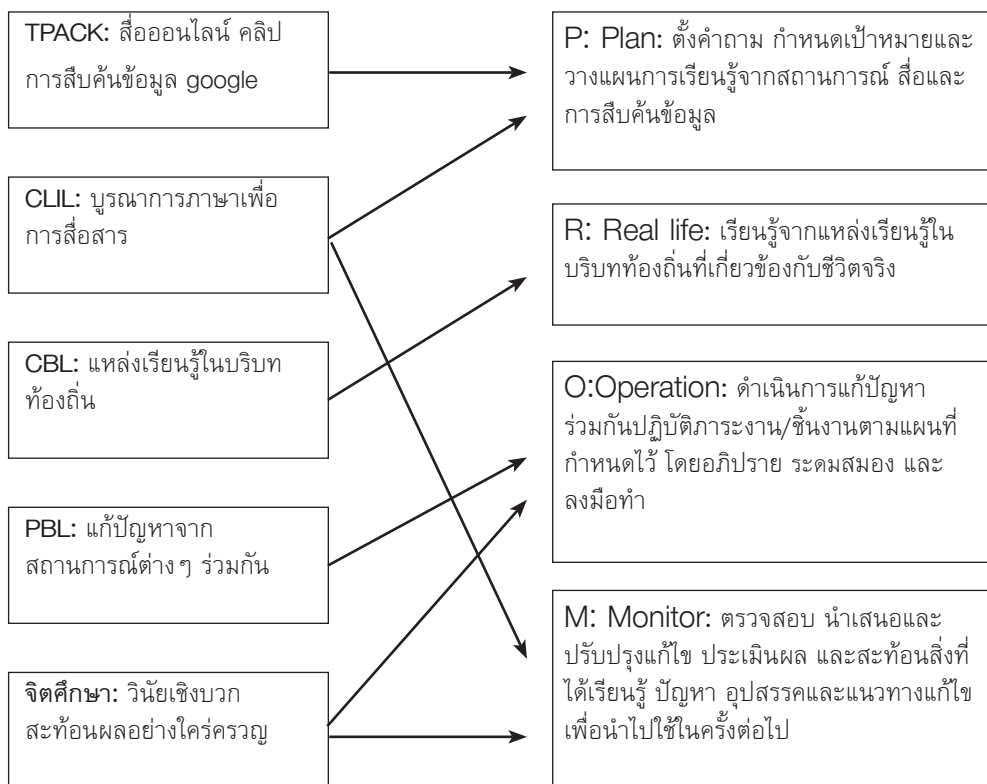 TPACK: สื่อออนไลน์ คลิป
การสืบค้นข้อมูล google
CLIL: บูรณาการภาษาเพื่อ
การสื่อสาร
CBL: แหล่งเรียนรู้ในบริบท
ท้องถิ่น
PBL: แก้ปัญหาจาก
สถานการณ์ต่างๆ ร่วมกัน
จิตศึกษา: วินัยเชิงบวก
สะท้อนผลอย่างใคร่ครวญ
P: Plan: ตั้งคำถาม กำหนดเป้าหมายและ
วางแผนการเรียนรู้จากสถานการณ์ สื่อและ
การสืบค้นข้อมูล
R: Real life: เรียนรู้จากแหล่งเรียนรู้ใน
บริบทท้องถิ่นที่เกี่ยวข้องกับชีวิตจริง
O:Operation: ดำเนินการแก้ปัญหา
ร่วมกันปฏิบัติภาระงาน/ชิ้นงานตามแผนที่
กำหนดไว้ โดยอภิปราย ระดมสมอง และ
ลงมือทำ
M: Monitor: ตรวจสอบ นำเสนอและ
ปรับปรุงแก้ไข ประเมินผล และสะท้อนสิ่งที่
ได้เรียนรู้ ปัญหา อุปสรรคและแนวทางแก้ไข
เพื่อนำไปใช้ในครั้งต่อไป